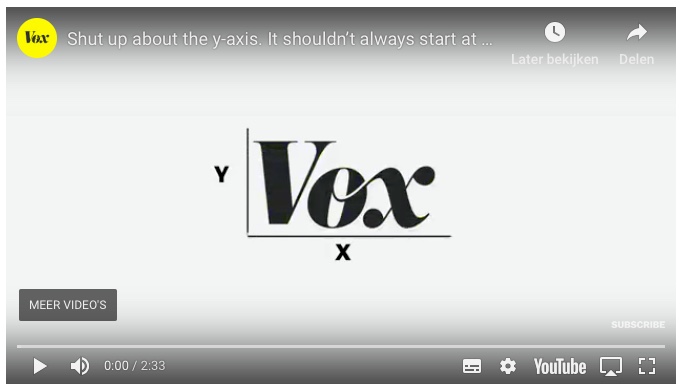 Vox
Shut up about the y-axis. It shouldn't always start at ...
Later bekijken
Delen
Y
Vox
X
MEER VIDEO'S
SUBSCRIBE
0:00 / 2:33
YouTube